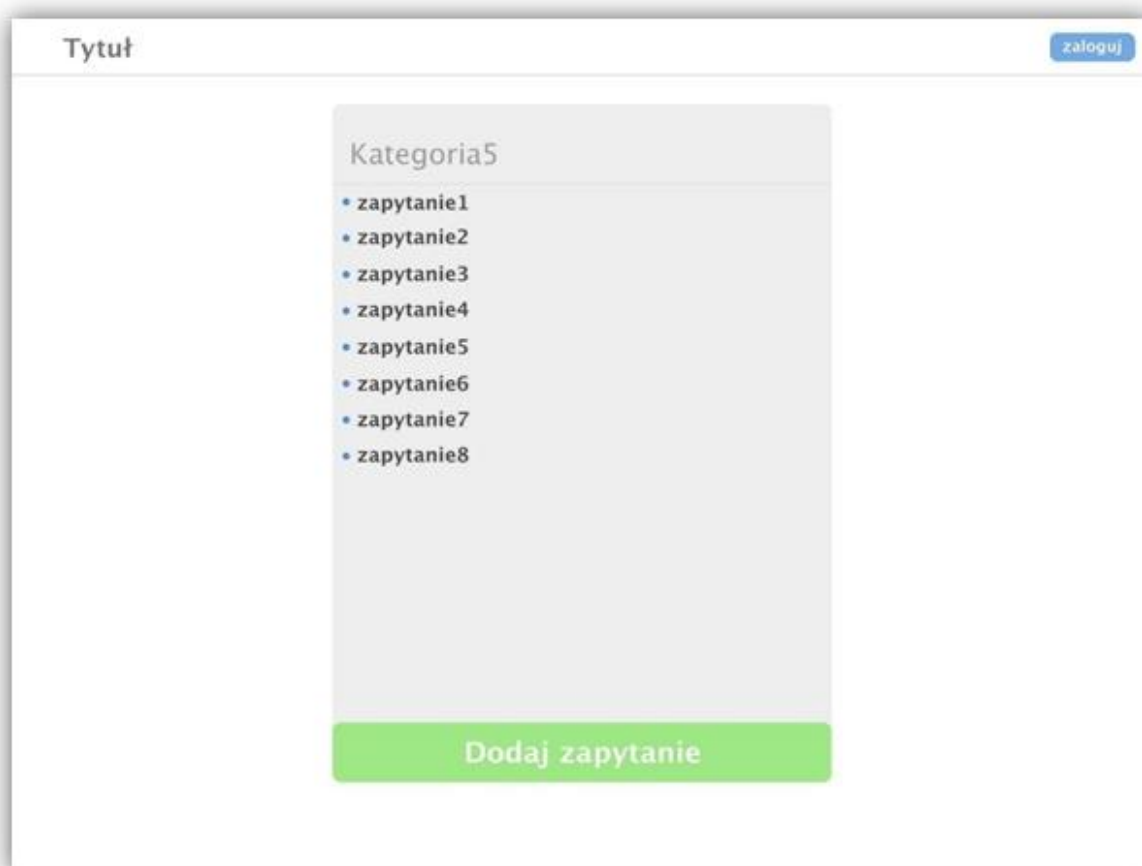 Tytuł
zaloguj
Kategoria5
• zapytanie1
• zapytanie2
• zapytanie3
• zapytanie4
• zapytanie5
• zapytanie6
• zapytanie7
• zapytanie8
Dodaj zapytanie